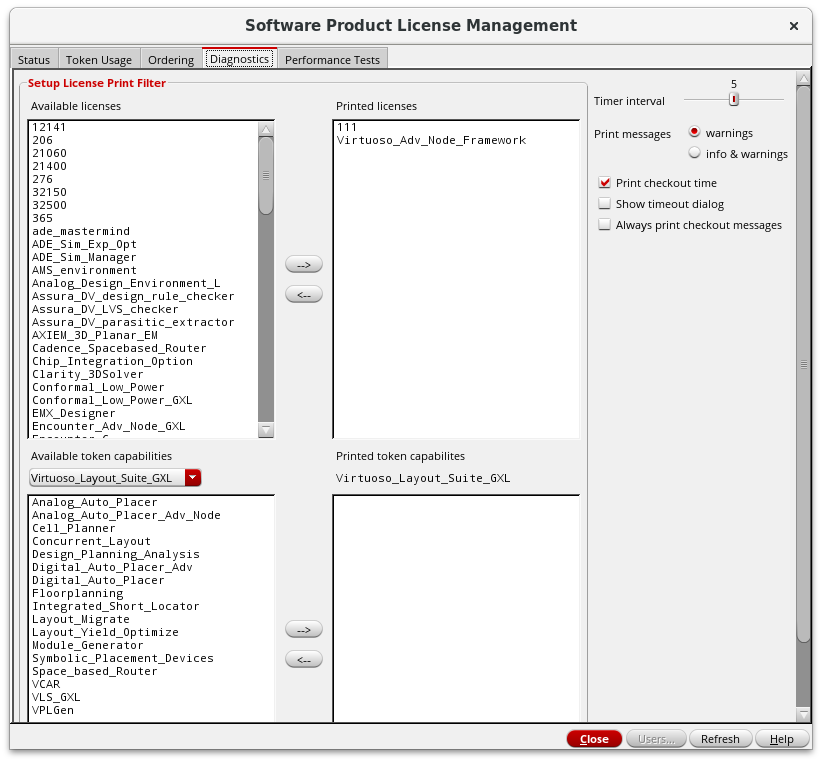 Software Product License Management
Status Token Usage Ordering Diagnostics Performance Tests
Setup License Print Filter
Available licenses
12141
206
21060
21400
276
32150
32500
365
ade_mastermind
ADE_Sim_Exp_Opt
ADE_Sim_Manager
AMS_environment
Analog_Design_Environment_L
Assura_DV_design_rule_checker
Assura_DV_LVS_checker
Assura_DV_parasitic_extractor
AXIEM_3D_Planar_EM
Cadence_Spacebased_Router
Chip_Integration_Option
Clarity_3DSolver
Conformal_Low_Power
Conformal_Low_Power_GXL
EMX_Designer
Encounter_Adv_Node_GXL
-->
<--
Printed licenses
111
Virtuoso_Adv_Node_Framework
Available token capabilities
Virtuoso_Layout_Suite_GXL
Analog_Auto_Placer
Analog_Auto_Placer_Adv_Node
Cell_Planner
Concurrent_Layout
Design_Planning_Analysis
Digital_Auto_Placer_Adv
Digital_Auto_Placer
Floorplanning
Integrated_Short_Locator
Layout_Migrate
Layout_Yield_Optimize
Module_Generator
Symbolic_Placement_Devices
Space_based_Router
VCAR
VLS_GXL
VPLGen
-->
<--
Printed token capabilites
Virtuoso_Layout_Suite_GXL
5
Timer interval
Print messages
warnings
info & warnings
Print checkout time
Show timeout dialog
Always print checkout messages
Close Users... Refresh Help